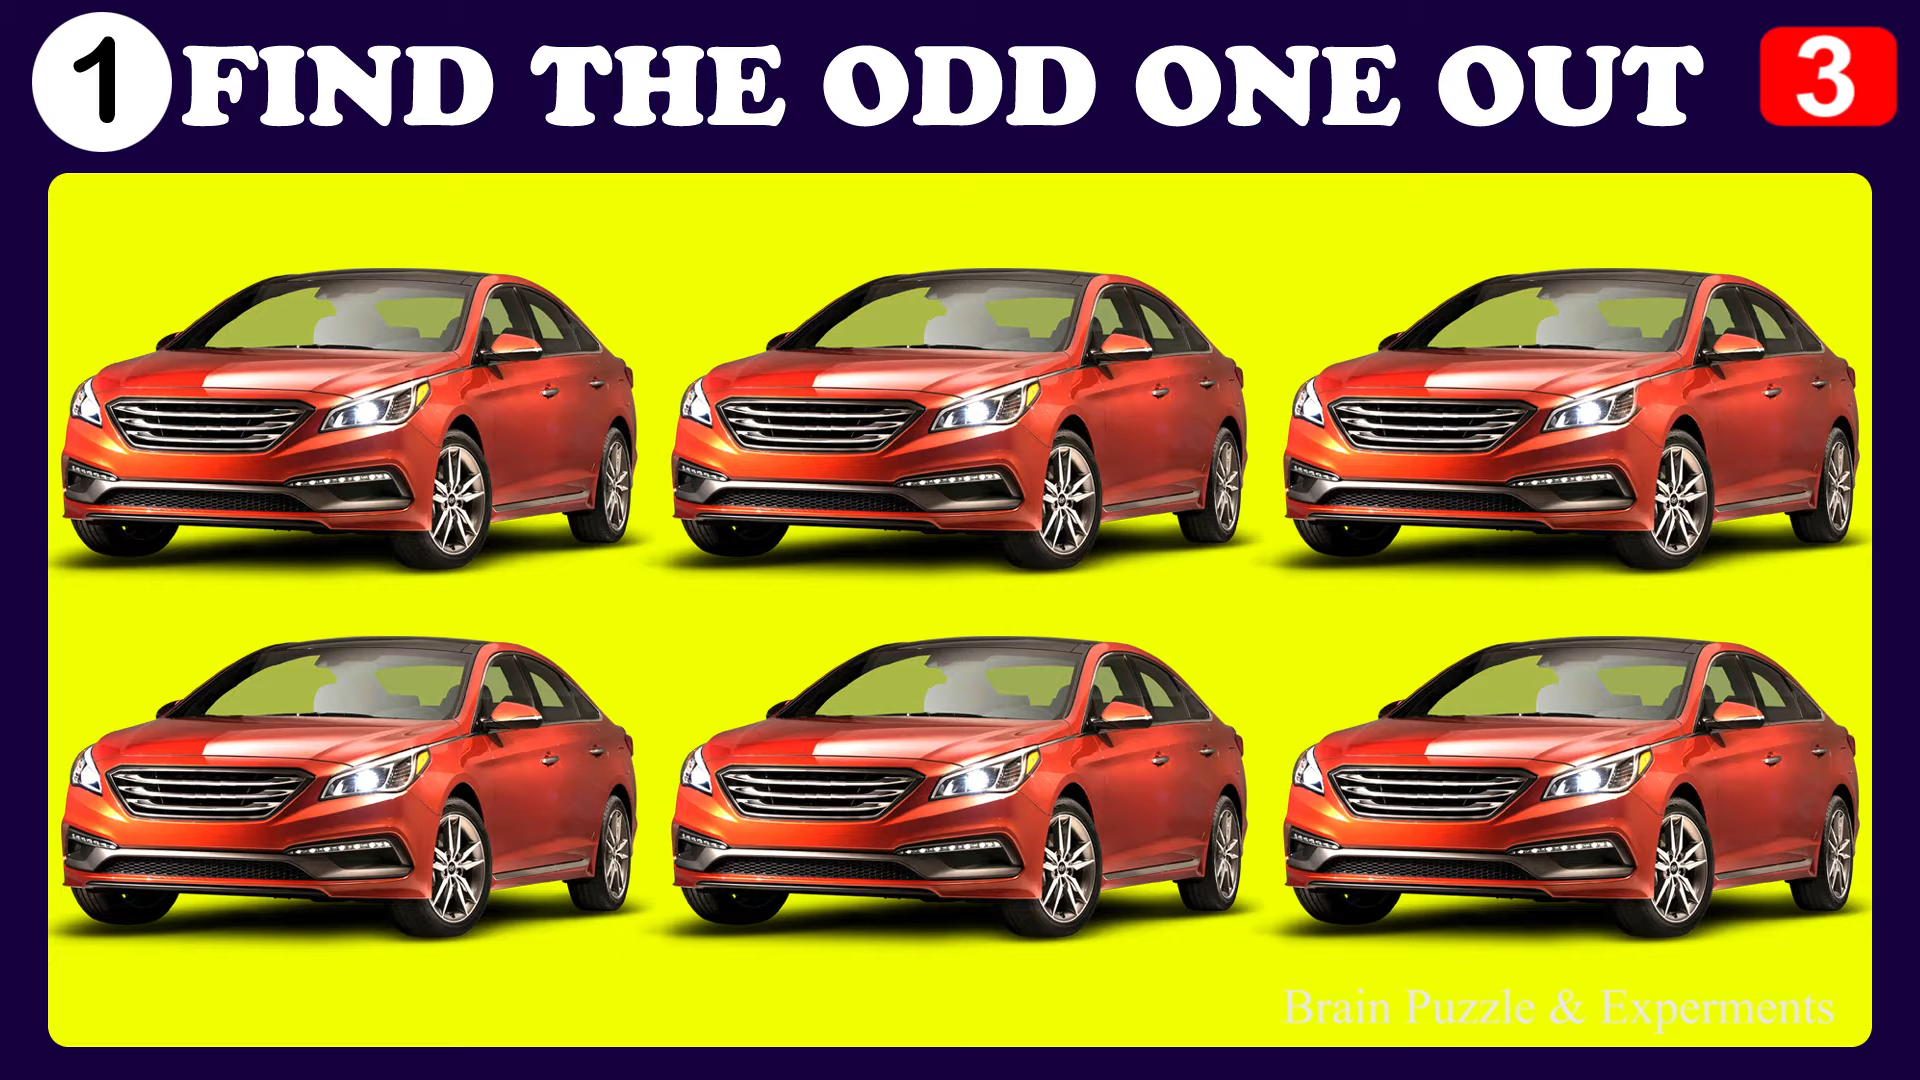 1 FIND THE ODD ONE OUT 3
Brain Puzzle & Experments